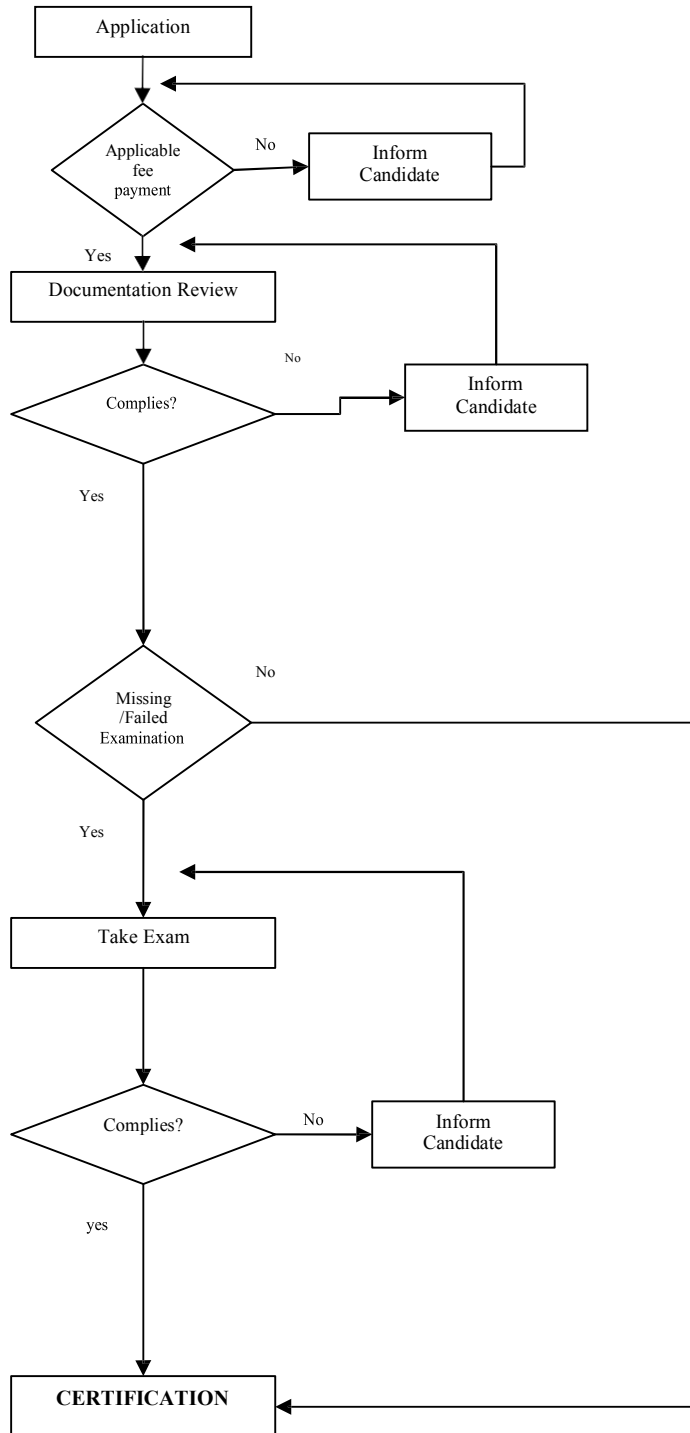 Application
Applicable
fee
payment
No
Inform
Candidate
Yes
Documentation Review
Complies?
No
Inform
Candidate
Yes
Missing
/Failed
Examination
No
Yes
Take Exam
Complies?
No
Inform
Candidate
yes
CERTIFICATION